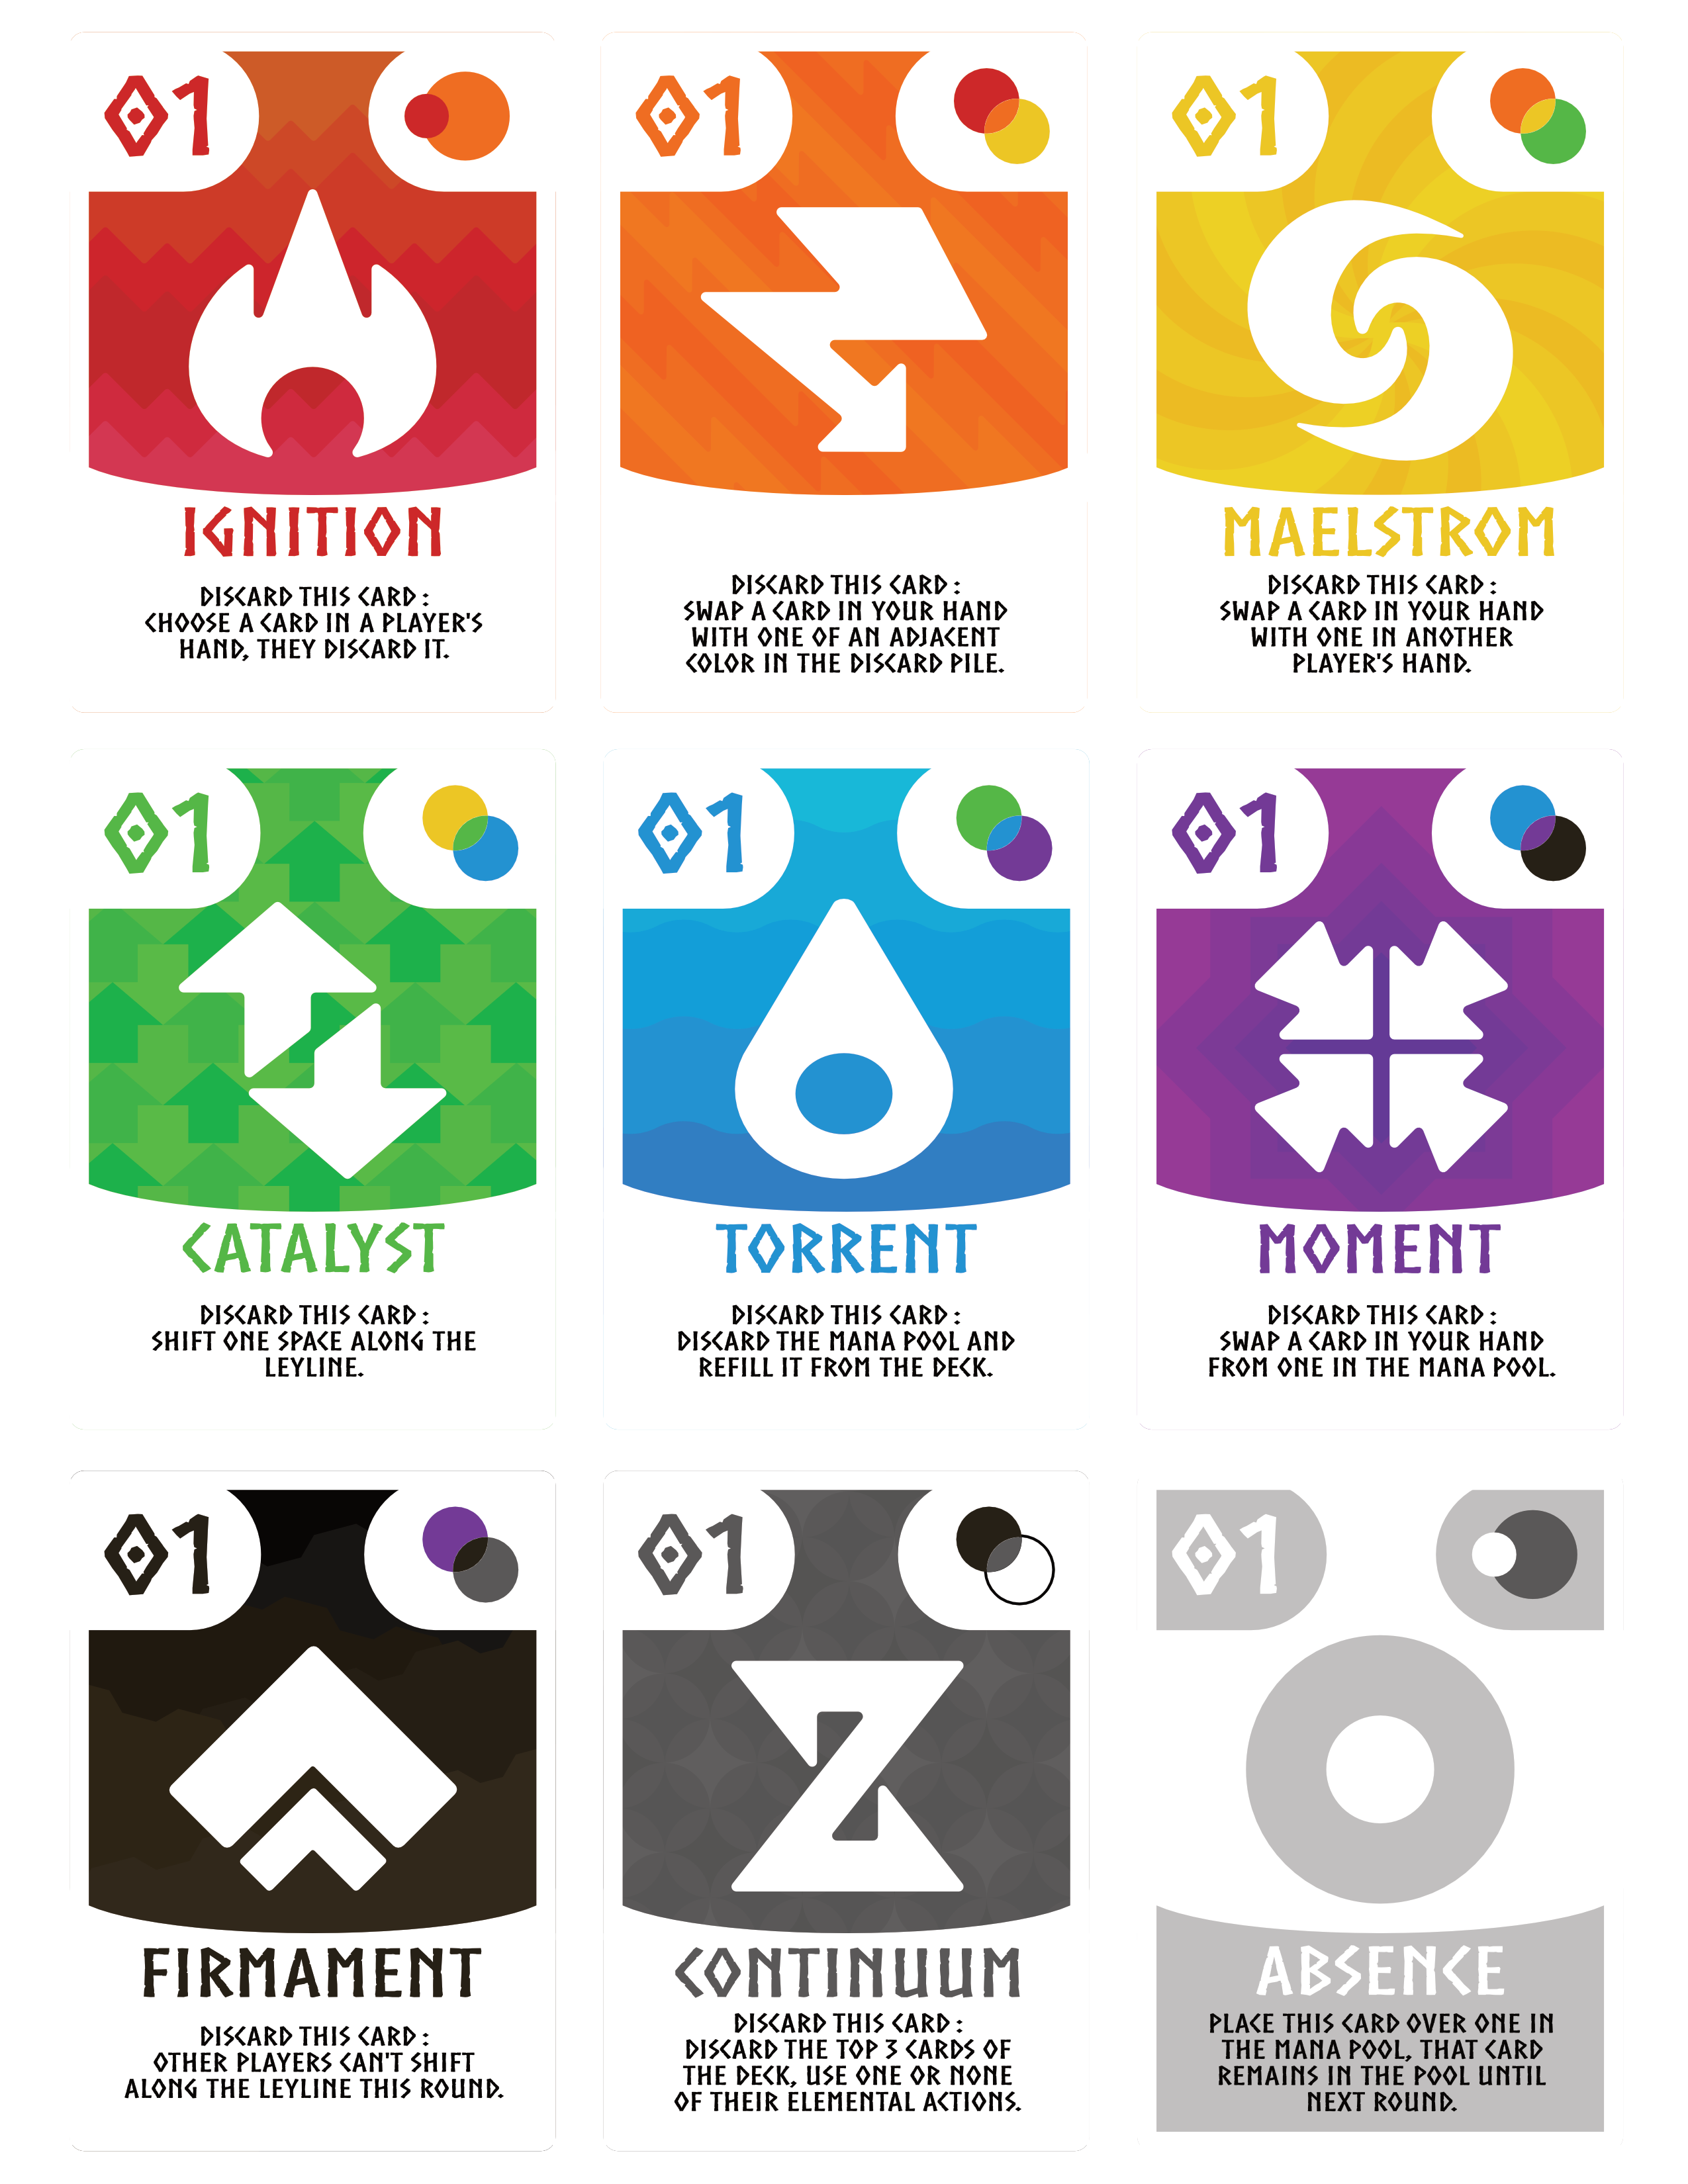 01
IGNITION
DISCARD THIS CARD :
CHOOSE A CARD IN A PLAYER'S
HAND, THEY DISCARD IT.
01
DISCARD THIS CARD :
SWAP A CARD IN YOUR HAND
WITH ONE OF AN ADJACENT
COLOR IN THE DISCARD PILE.
01
MAELSTROM
DISCARD THIS CARD :
SWAP A CARD IN YOUR HAND
WITH ONE IN ANOTHER
PLAYER'S HAND.
01
CATALYST
DISCARD THIS CARD :
SHIFT ONE SPACE ALONG THE
LEYLINE.
01
TORRENT
DISCARD THIS CARD :
DISCARD THE MANA POOL AND
REFILL IT FROM THE DECK.
01
MOMENT
DISCARD THIS CARD :
SWAP A CARD IN YOUR HAND
FROM ONE IN THE MANA POOL.
01
FIRMAMENT
DISCARD THIS CARD :
OTHER PLAYERS CAN'T SHIFT
ALONG THE LEYLINE THIS ROUND.
01
CONTINUUM
DISCARD THIS CARD :
DISCARD THE TOP 3 CARDS OF
THE DECK, USE ONE OR NONE
OF THEIR ELEMENTAL ACTIONS.
01
ABSENCE
PLACE THIS CARD OVER ONE IN
THE MANA POOL, THAT CARD
REMAINS IN THE POOL UNTIL
NEXT ROUND.